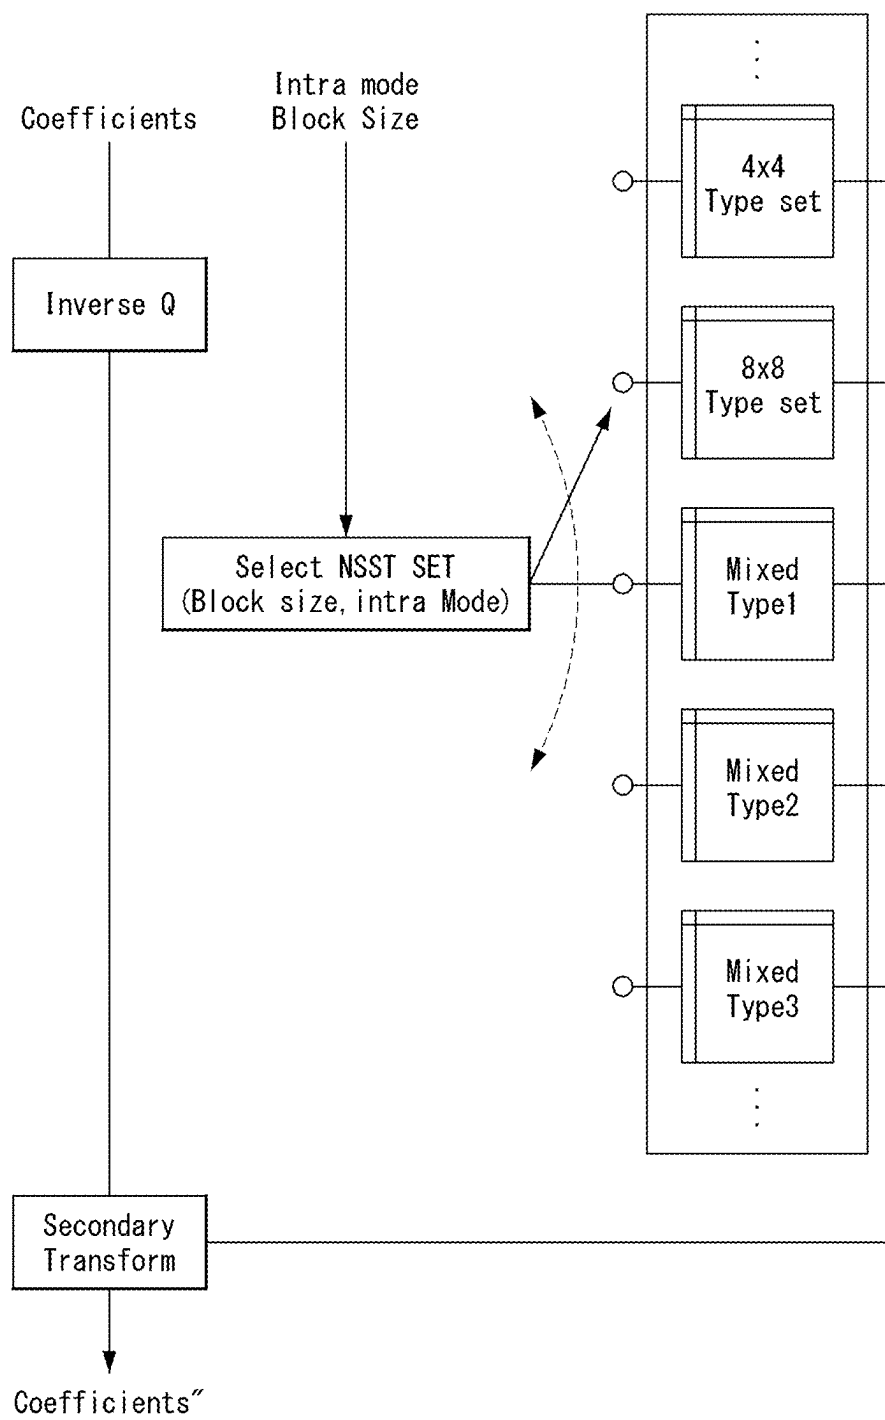 Intra mode
Block Size
Coefficients
4x4
Type set
Inverse Q
8x8
Type set
Select NSST SET
(Block size, intra Mode)
Mixed
Type1
Mixed
Type2
Mixed
Type3
Secondary
Transform
Coefficients"